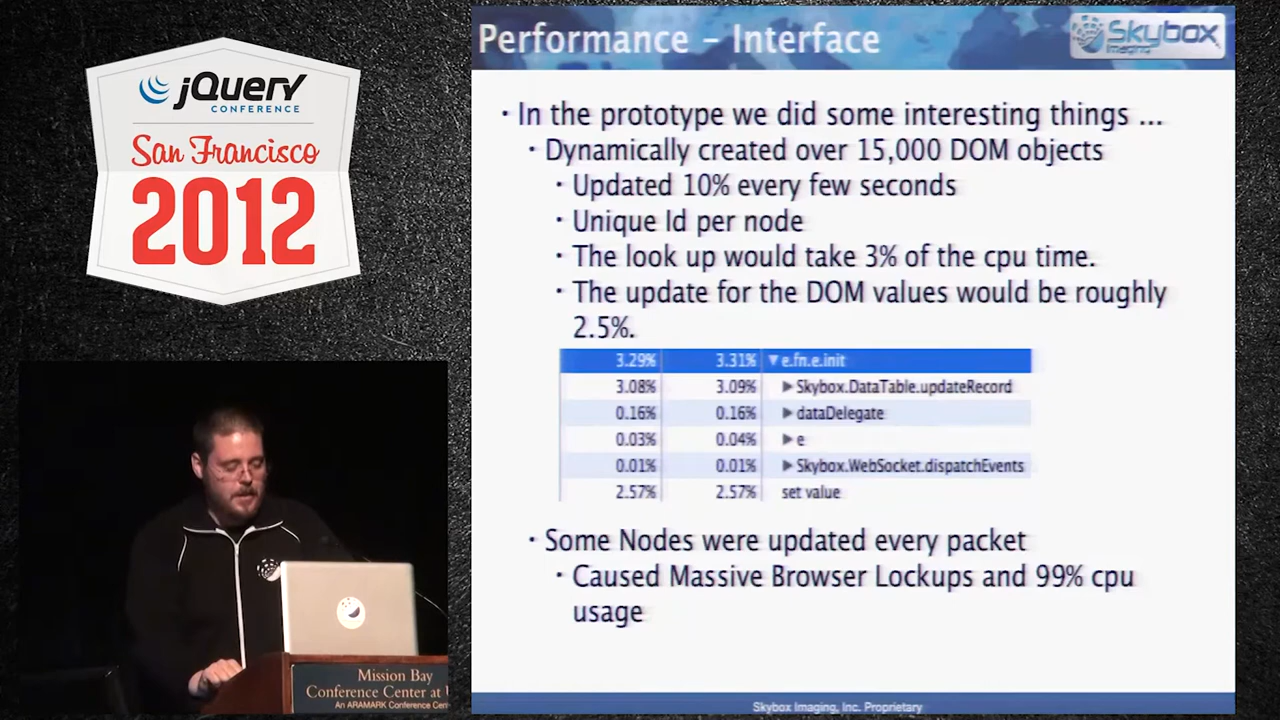 jQuery
CONFERENCE
San Francisco
2012
Performance – Interface
Skybox
Imaging
• In the prototype we did some interesting things ...
• Dynamically created over 15,000 DOM objects
• Updated 10% every few seconds
• Unique Id per node
• The look up would take 3% of the cpu time.
• The update for the DOM values would be roughly
2.5%.
3.29% 3.31% ▼e.fn.e.init
3.08% 3.09% ▶Skybox.DataTable.updateRecord
0.16% 0.16% ▶dataDelegate
0.03% 0.04% ▶e
0.01% 0.01% ▶Skybox.WebSocket.dispatchEvents
2.57% 2.57% set value
• Some Nodes were updated every packet
• Caused Massive Browser Lockups and 99% cpu
usage
Skybox Imaging, Inc. Proprietary
Mission Bay
Conference Center at
An ARAMARK Conference